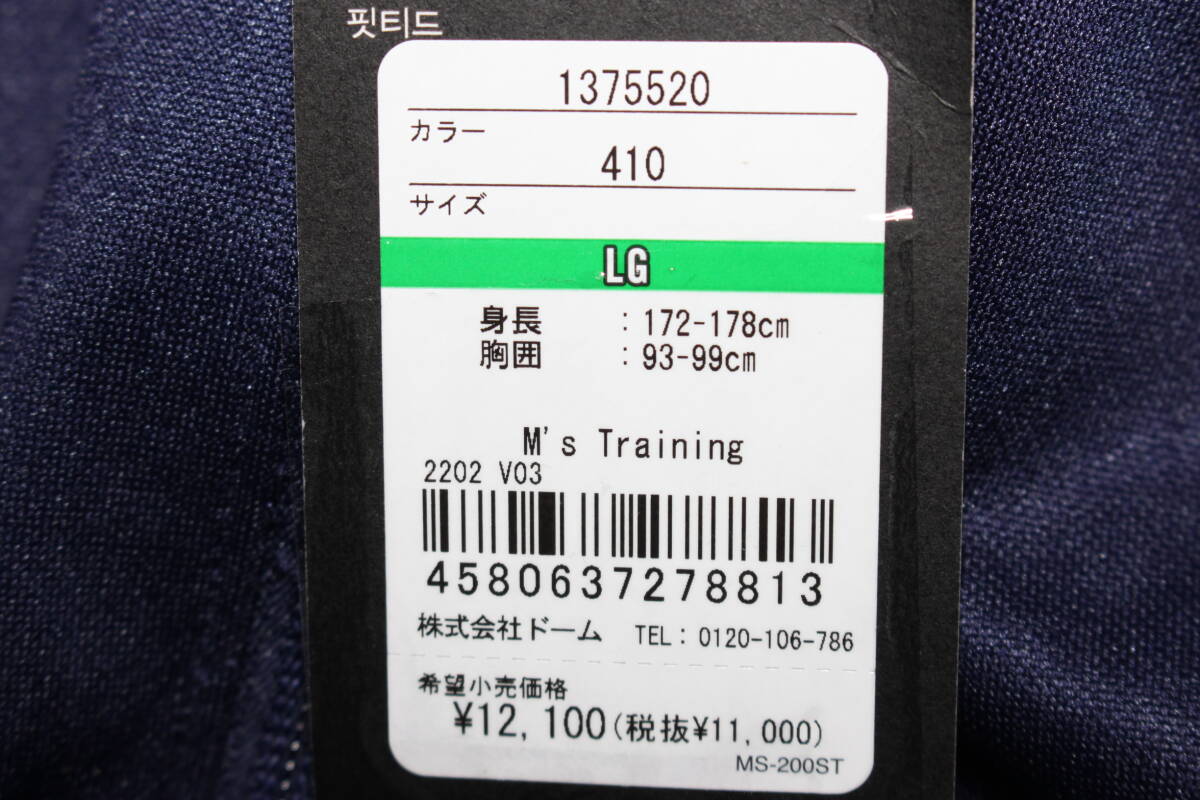 핏티드
1375520
カラー
410
サイズ
LG
身長 : 172-178cm
胸囲 : 93-99cm
M's Training
2202 V03
4580637278813
株式会社ドーム TEL: 0120-106-786
希望小売価格
¥12,100(税抜¥11,000)
MS-200ST